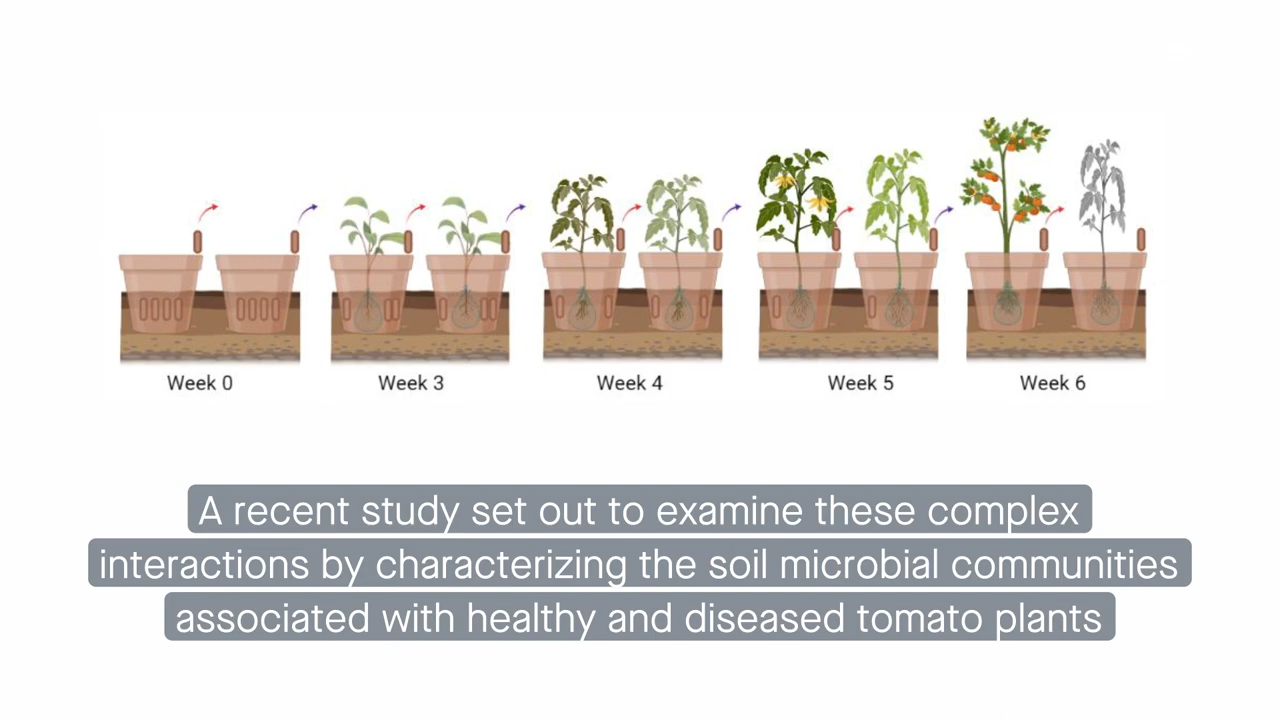 Week 0
Week 3
Week 4
Week 5
Week 6
A recent study set out to examine these complex
interactions by characterizing the soil microbial communities
associated with healthy and diseased tomato plants